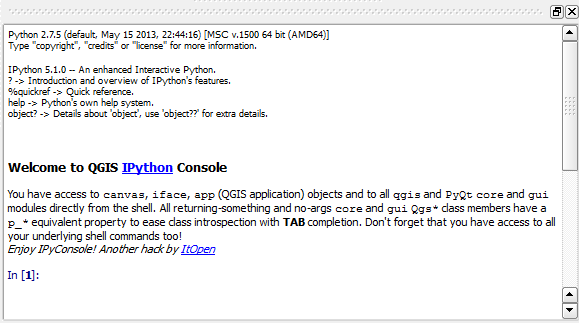 Python 2.7.5 (default, May 15 2013, 22:44:16) [MSC v.1500 64 bit (AMD64)]
Type "copyright", "credits" or "license" for more information.
IPython 5.1.0 -- An enhanced Interactive Python.
? -> Introduction and overview of IPython's features.
%quickref -> Quick reference.
help -> Python's own help system.
object? -> Details about 'object', use 'object??' for extra details.
Welcome to QGIS IPython Console
You have access to canvas, iface, app (QGIS application) objects and to all qgis and PyQt core and gui
modules directly from the shell. All returning-something and no-args core and gui Qgs* class members have a
p_* equivalent property to ease class introspection with TAB completion. Don't forget that you have access to all
your underlying shell commands too!
Enjoy IPyConsole! Another hack by ItOpen
In [1]: